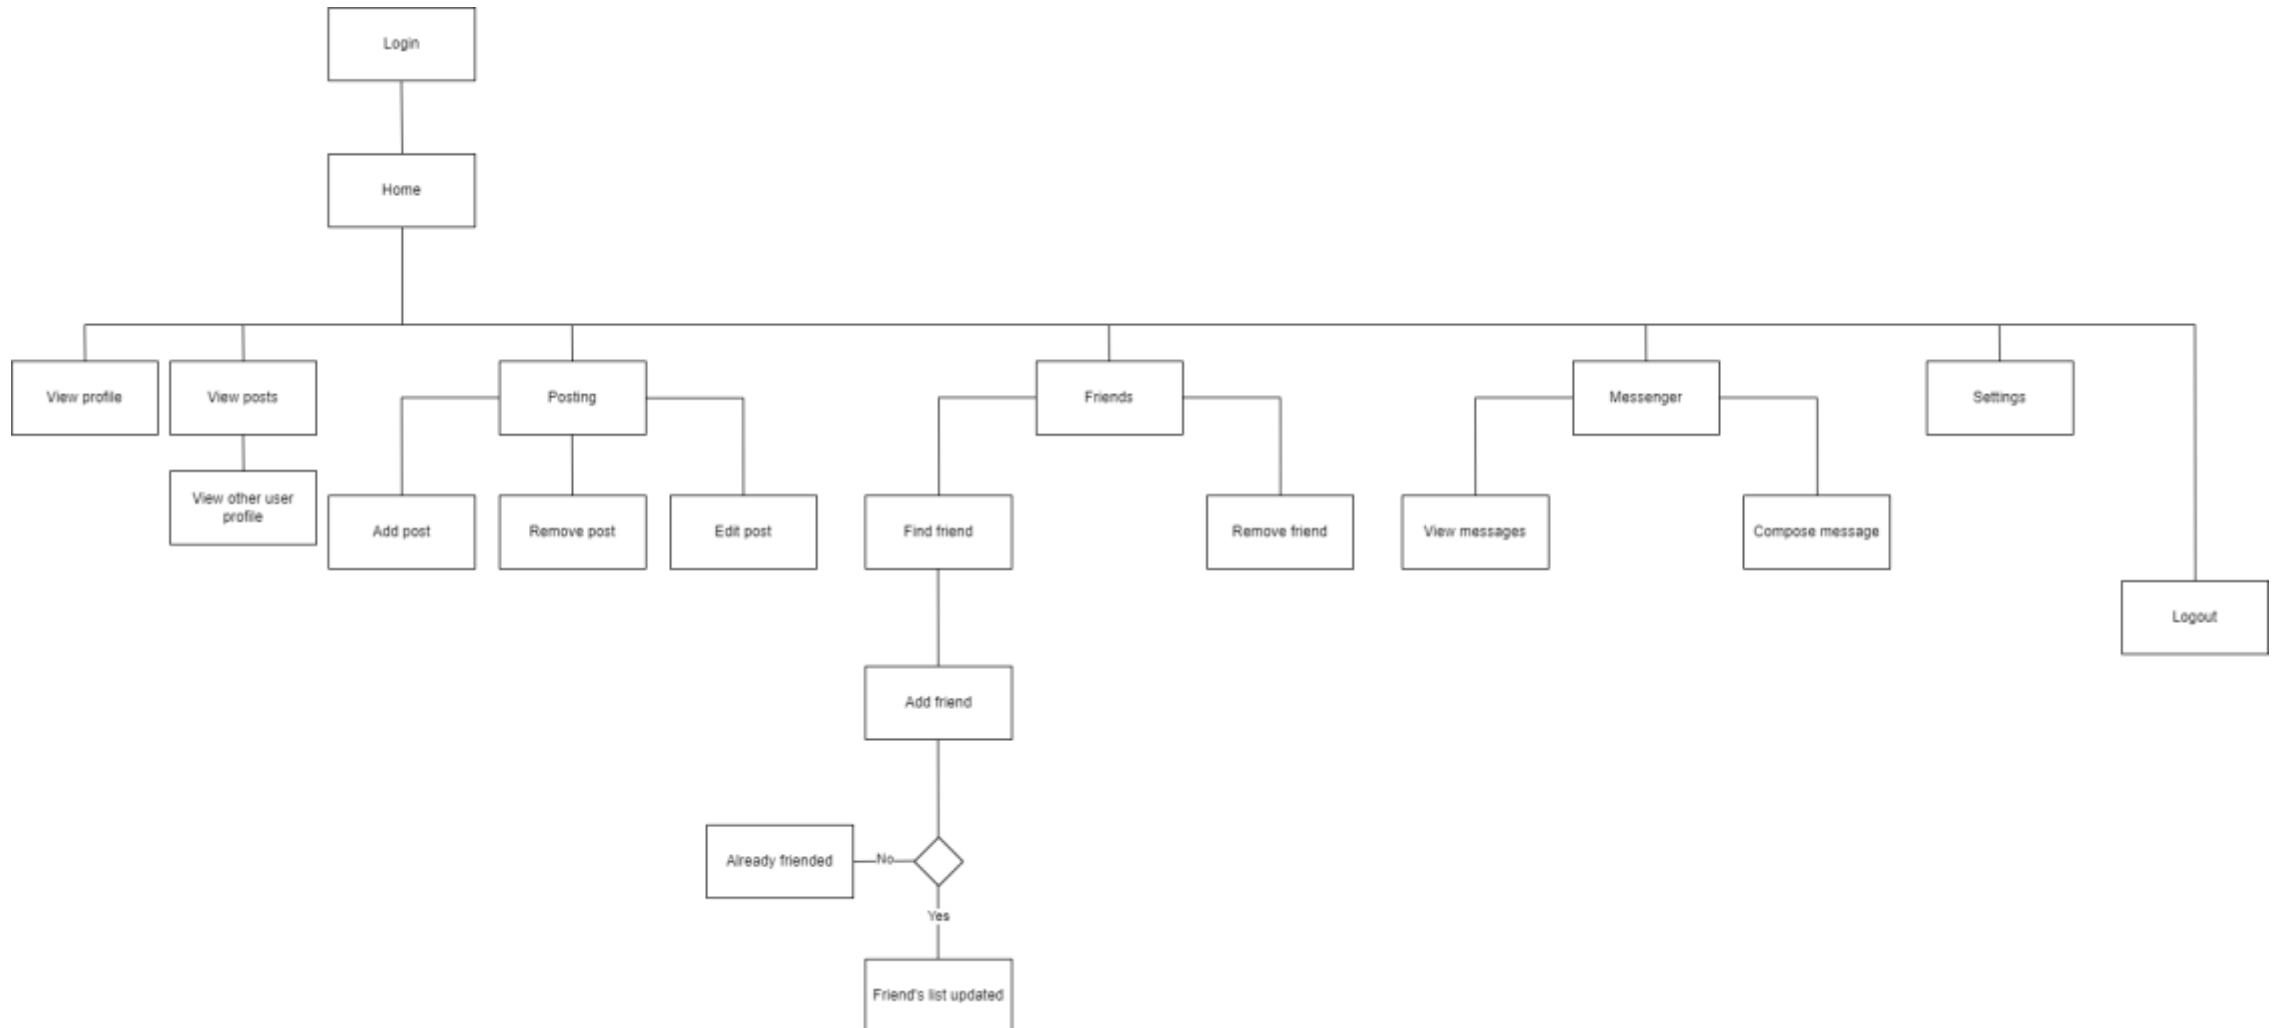 Login
Home
View profile
View posts
Posting
Friends
Messenger
Settings
View other user
profile
Add post
Remove post
Edit post
Find friend
Remove friend
View messages
Compose message
Logout
Add friend
Already friended
No
Yes
Friend's list updated